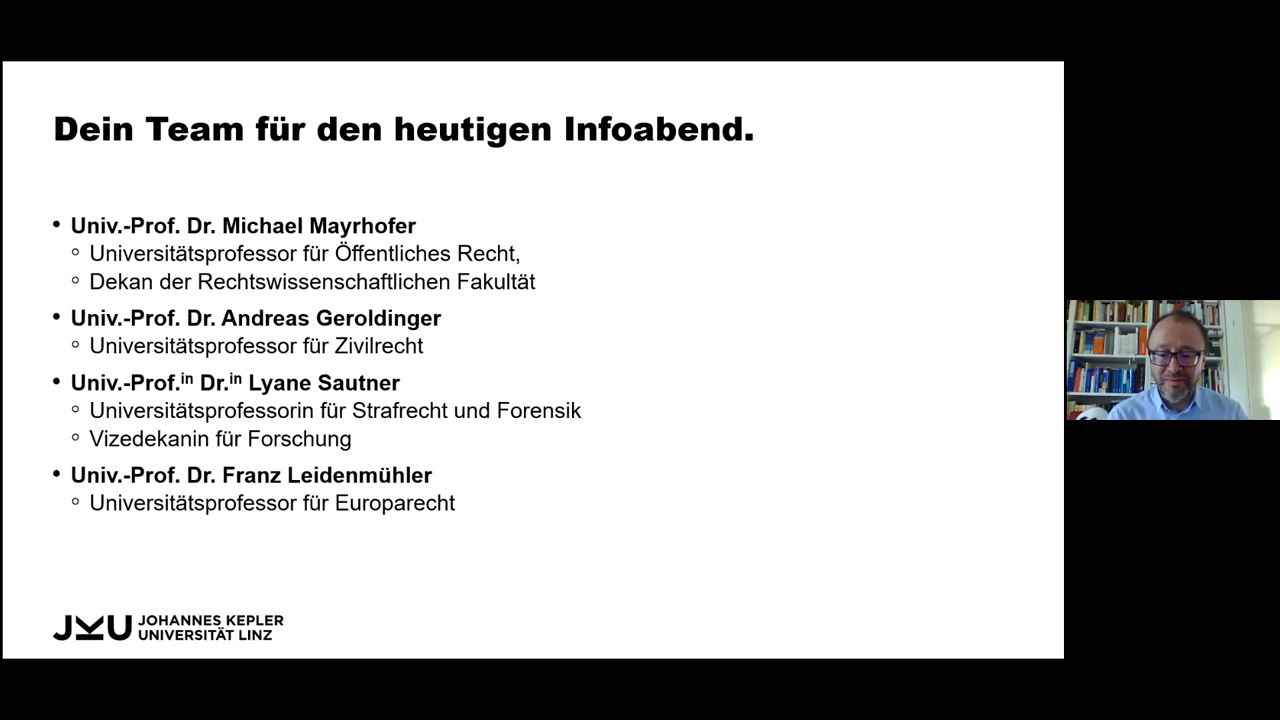 Dein Team für den heutigen Infoabend.
• Univ.-Prof. Dr. Michael Mayrhofer
○ Universitätsprofessor für Öffentliches Recht,
○ Dekan der Rechtswissenschaftlichen Fakultät
• Univ.-Prof. Dr. Andreas Geroldinger
○ Universitätsprofessor für Zivilrecht
• Univ.-Prof.ⁱⁿ Dr.ⁱⁿ Lyane Sautner
○ Universitätsprofessorin für Strafrecht und Forensik
○ Vizedekanin für Forschung
• Univ.-Prof. Dr. Franz Leidenmühler
○ Universitätsprofessor für Europarecht
JKU JOHANNES KEPLER
UNIVERSITÄT LINZ